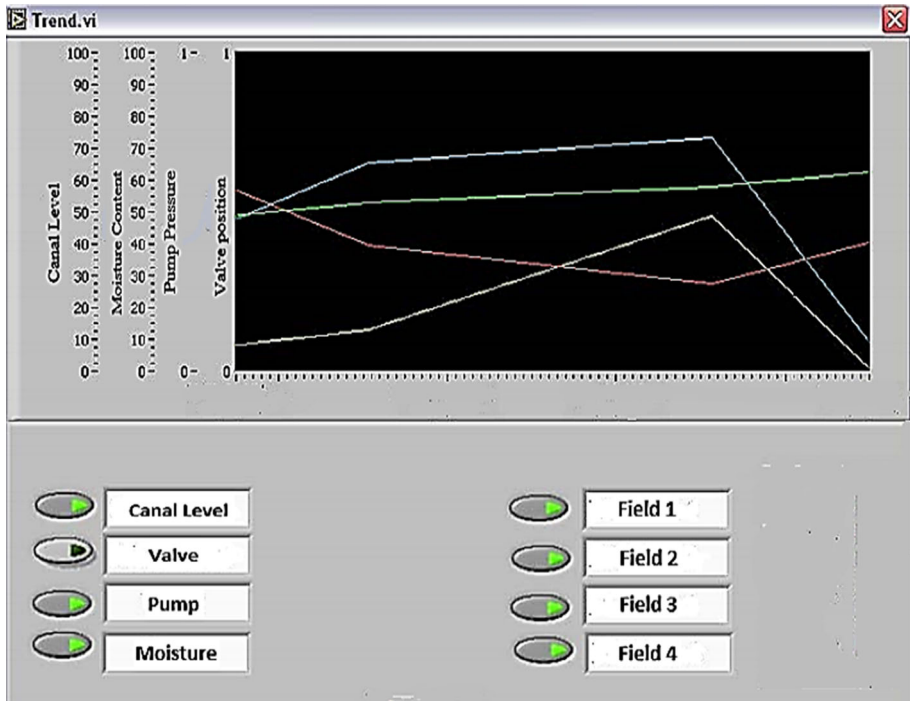 Trend.vi
100 100 1 1
90 90
80 80
70 70
60 60
50 50
40 40
30 30
20 20
10 10
0 0 0 0
Canal Level
Moisture Content
Pump Pressure
Valve position
Canal Level
Valve
Pump
Moisture
Field 1
Field 2
Field 3
Field 4